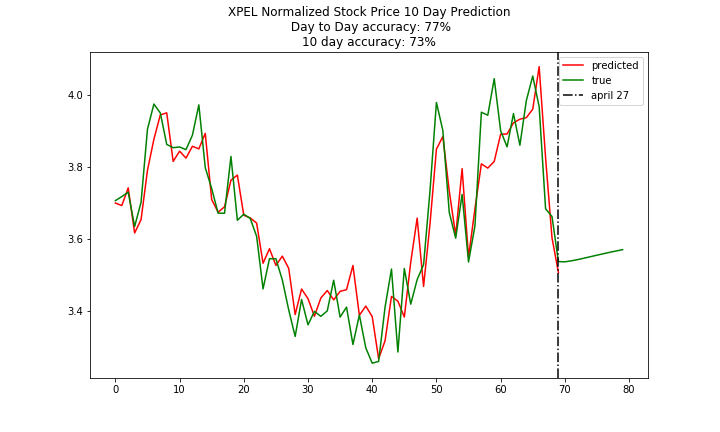 XPEL Normalized Stock Price 10 Day Prediction
Day to Day accuracy: 77%
10 day accuracy: 73%
predicted
true
april 27
4.0
3.8
3.6
3.4
0 10 20 30 40 50 60 70 80